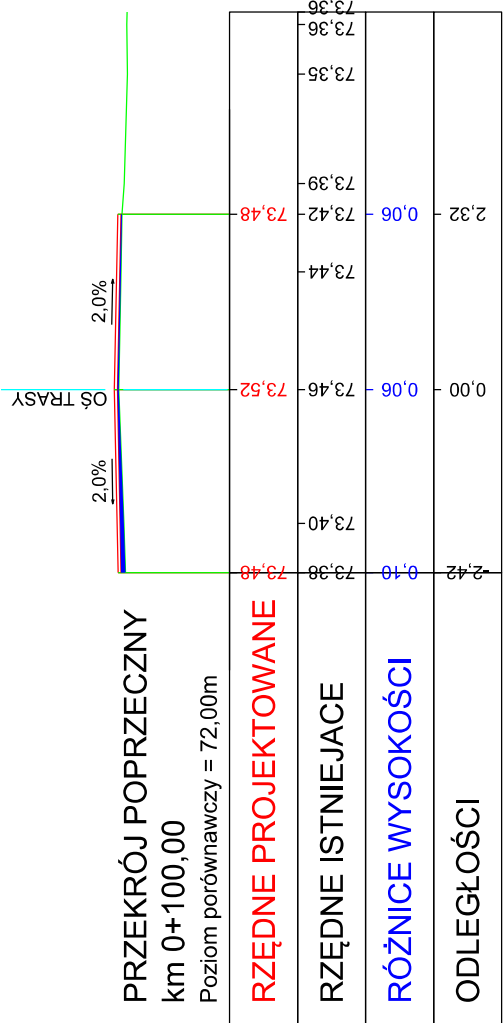 OŚ TRASY
2,0% 2,0%
PRZEKRÓJ POPRZECZNY
km 0+100,00
Poziom porównawczy = 72,00m
RZĘDNE PROJEKTOWANE 73,48 73,52 73,48
RZĘDNE ISTNIEJACE 73,38 73,40 73,46 73,44 73,42 73,39 73,35 73,36 73,36
RÓŻNICE WYSOKOŚCI 0,10 0,06 0,06
ODLEGŁOŚCI -2,42 0,00 2,32